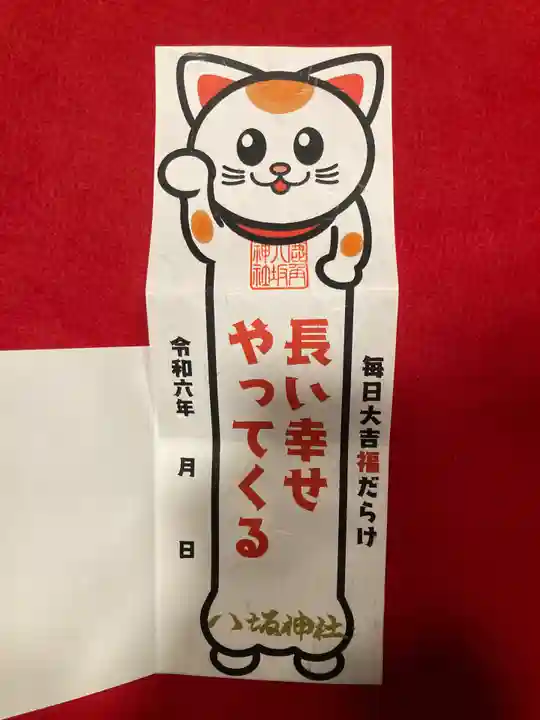 毎日大吉福だらけ
長い幸せ
やってくる
令和六年 月 日
八坂神社